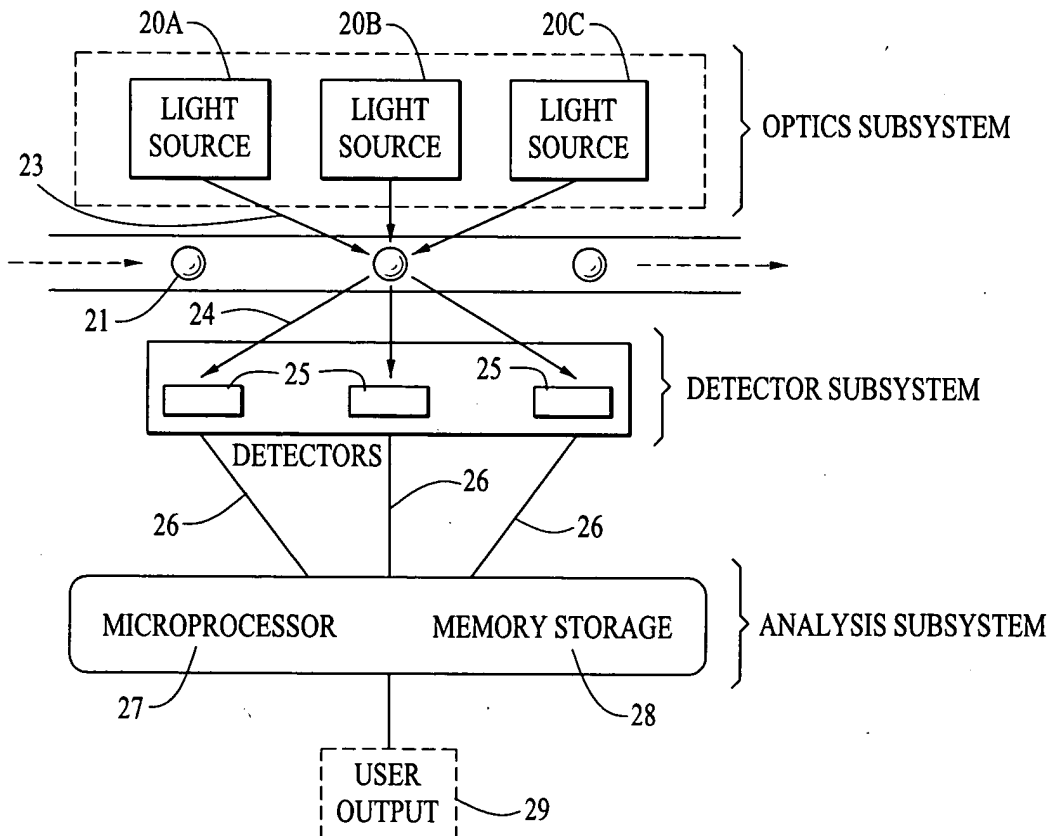 20A
20B
20C
LIGHT
SOURCE
LIGHT
SOURCE
LIGHT
SOURCE
OPTICS SUBSYSTEM
23
21
24
25
25
DETECTOR SUBSYSTEM
DETECTORS
26
26
26
MICROPROCESSOR
MEMORY STORAGE
ANALYSIS SUBSYSTEM
27
28
USER
OUTPUT
29